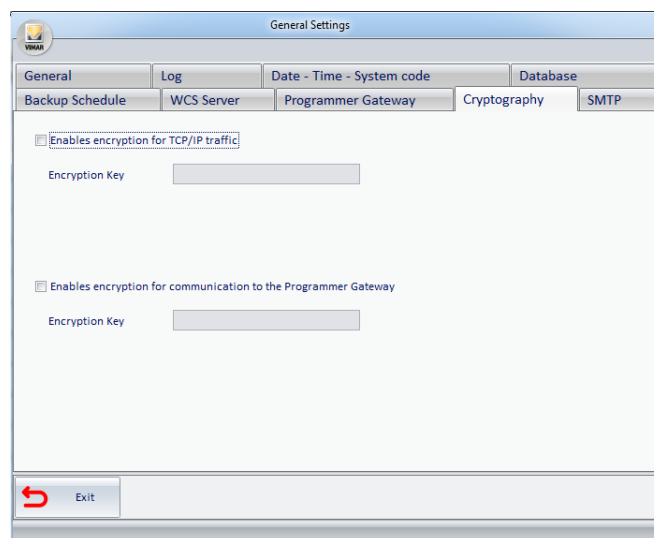 General Settings
VIMAR
General Log Date - Time - System code Database
Backup Schedule WCS Server Programmer Gateway Cryptography SMTP
Enables encryption for TCP/IP traffic
Encryption Key
Enables encryption for communication to the Programmer Gateway
Encryption Key
Exit